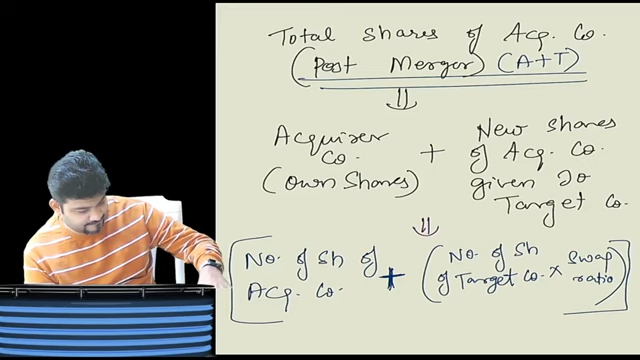 Total Shares of Acq. Co.
(Post Merger) (A+T)
⇓
Acquirer Co. (Own Shares) + New Shares of Acq. Co. given to Target Co.
⇓
[No. of Sh of Acq. Co. + (No. of Sh of Target Co. × Swap ratio)]